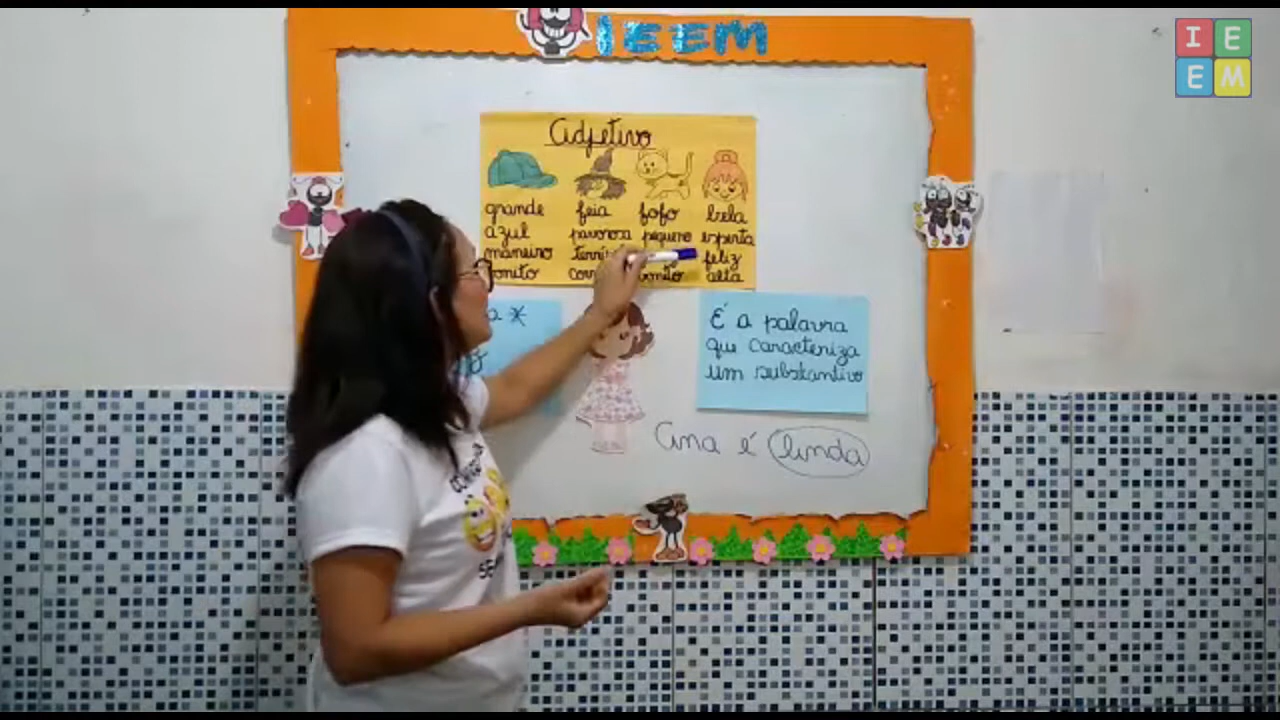 IEEM
I E
E M
Adjetivo
grande feia fofo bela
azul pavorosa pequeno esperta
maneiro feliz
bonito bonito alta
a *
É a palavra
que caracteriza
um substantivo
Ana é linda